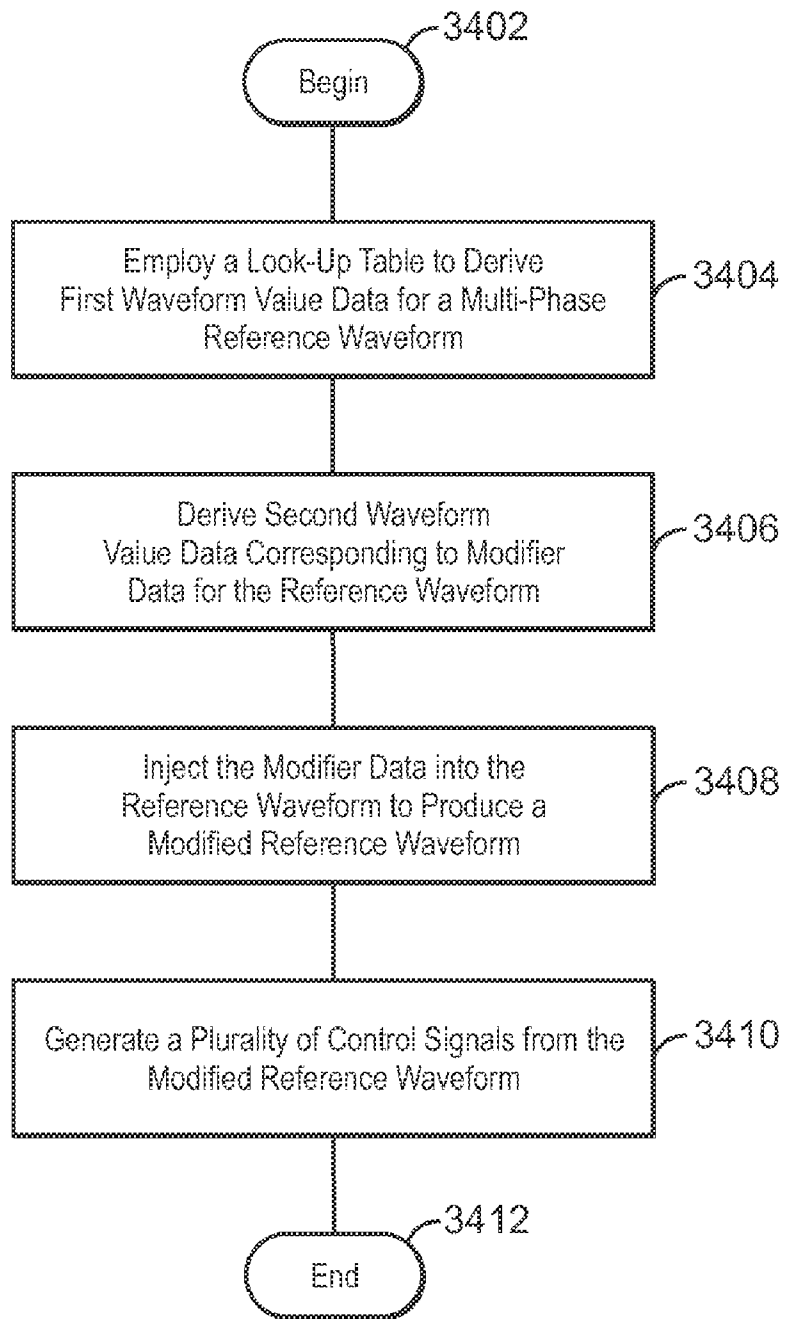 3402
Begin
Employ a Look-Up Table to Derive
First Waveform Value Data for a Multi-Phase
Reference Waveform
3404
Derive Second Waveform
Value Data Corresponding to Modifier
Data for the Reference Waveform
3406
Inject the Modifier Data into the
Reference Waveform to Produce a
Modified Reference Waveform
3408
Generate a Plurality of Control Signals from the
Modified Reference Waveform
3410
3412
End